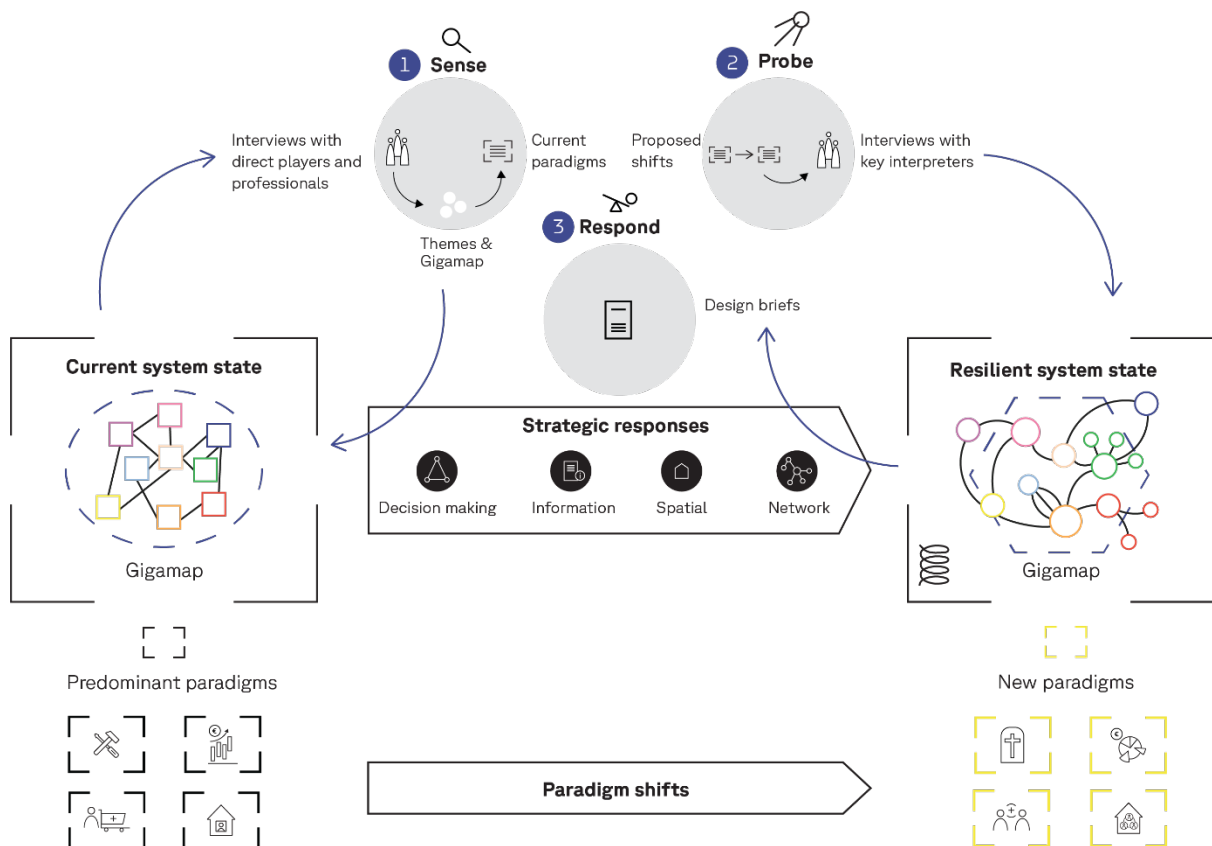 1 Sense
Interviews with
direct players and
professionals
Current
paradigms
Themes &
Gigamap
2 Probe
Proposed
shifts
Interviews with
key interpreters
3 Respond
Design briefs
Current system state
Gigamap
Strategic responses
Decision making
Information
Spatial
Network
Resilient system state
Gigamap
Predominant paradigms
€
Paradigm shifts
New paradigms
€